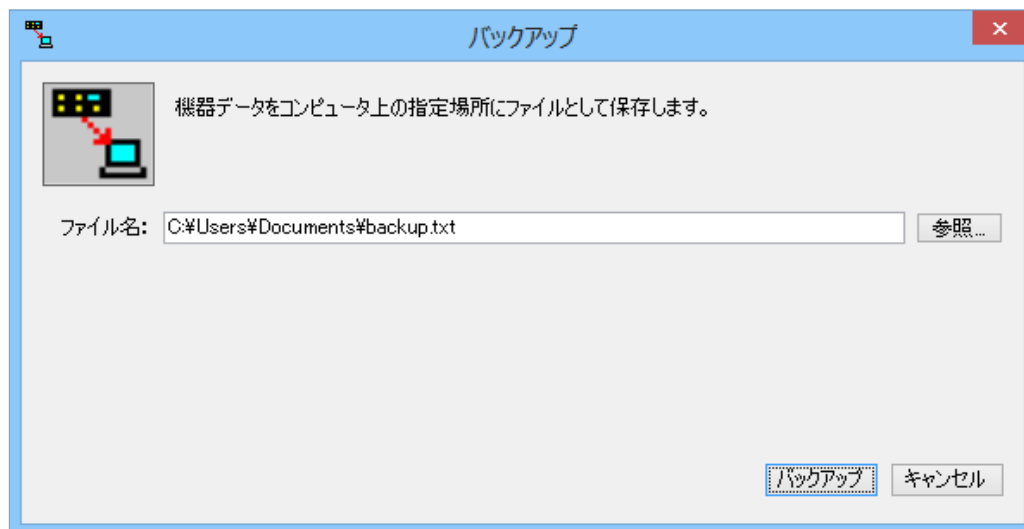 バックアップ
機器データをコンピュータ上の指定場所にファイルとして保存します。
ファイル名: C:¥Users¥Documents¥backup.txt 参照...
バックアップ キャンセル